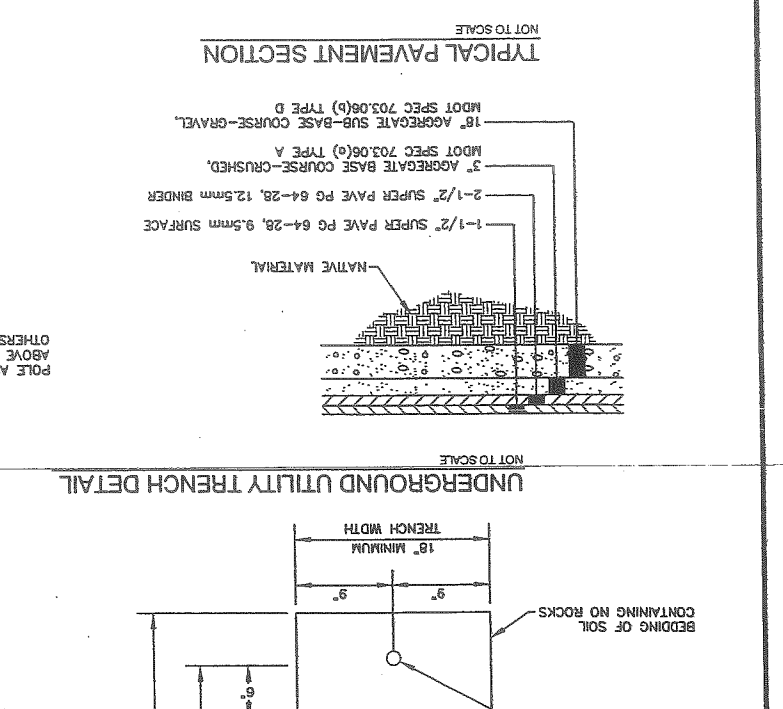 6"
BEDDING OF SOIL
CONTAINING NO ROCKS
9"
9"
18" MINIMUM
TRENCH WIDTH
UNDERGROUND UTILITY TRENCH DETAIL
NOT TO SCALE
POLE A
ABOVE
OTHERS
NATIVE MATERIAL
1-1/2" SUPER PAVE PG 64-28, 9.5mm SURFACE
2-1/2" SUPER PAVE PG 64-28, 12.5mm BINDER
3" AGGREGATE BASE COURSE-CRUSHED,
MDOT SPEC 703.06(a) TYPE A
18" AGGREGATE SUB-BASE COURSE-GRAVEL,
MDOT SPEC 703.06(b) TYPE D
TYPICAL PAVEMENT SECTION
NOT TO SCALE